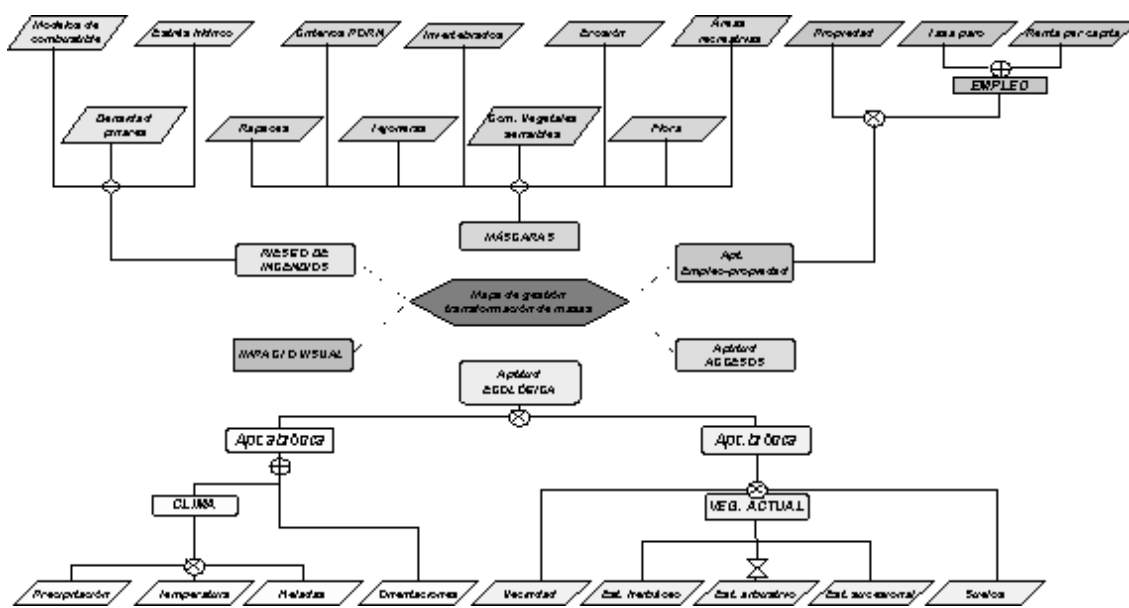 Modelos de
combustible
Estrés hídrico
Criterios PORN
Invertebrados
Erosión
Áreas
recreativas
Propiedad
Tasa paro
Renta per capita
EMPLEO
Densidad
pinares
Rapaces
Tejoneras
Com. Vegetales
sensibles
Flora
MÁSCARAS
RIESGO DE
INCENDIOS
Apt.
Empleo-propiedad
Mapa de gestión
transformación de masas
IMPACTO VISUAL
Aptitud
ACCESOS
Aptitud
ECOLÓGICA
Apt. abiótica
Apt. biótica
CLIMA
VEG. ACTUAL
Precipitación
Temperatura
Heladas
Orientaciones
Vecindad
Est. herbáceo
Est. arbustivo
Est. sucesional
Suelos